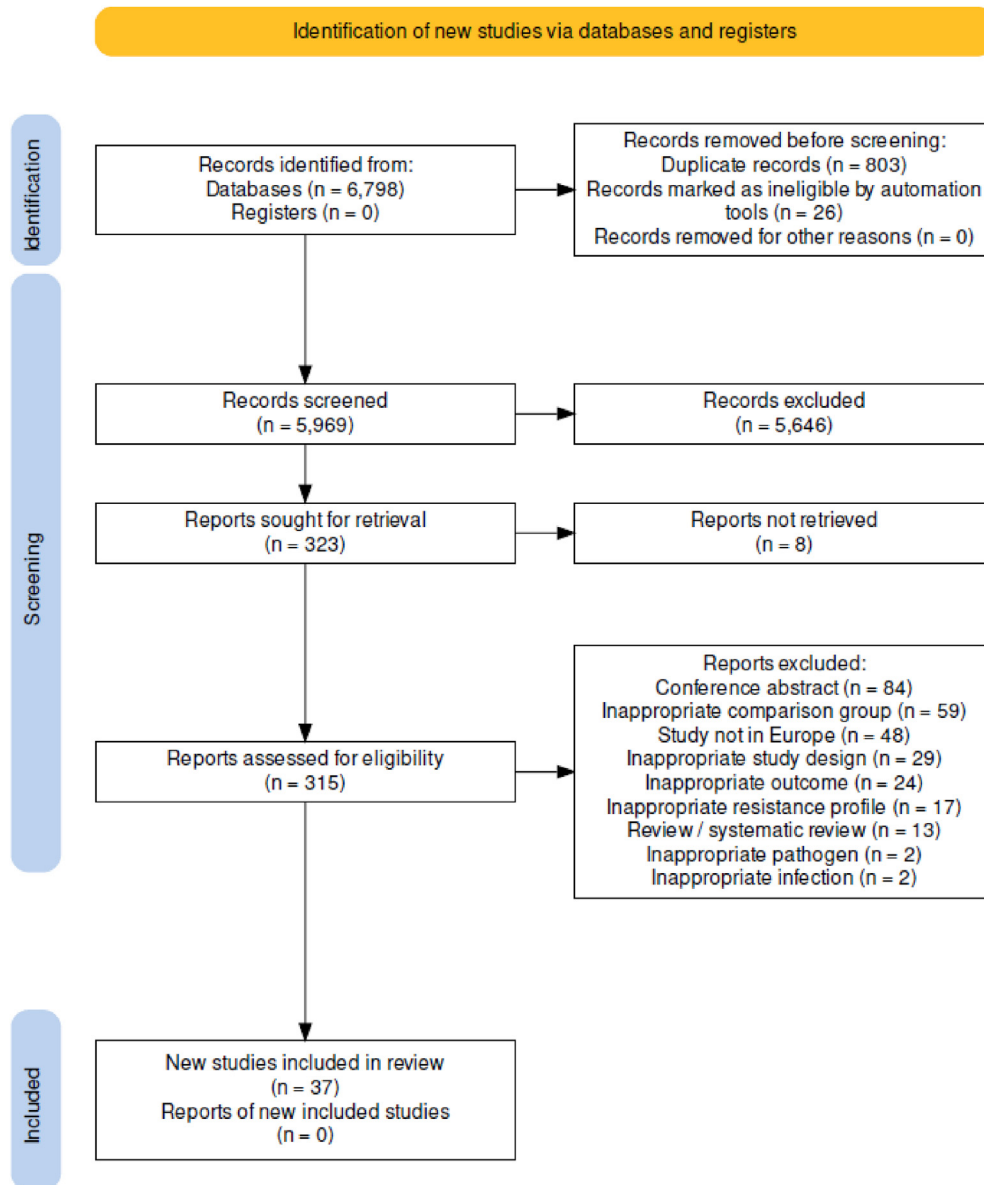 Identification of new studies via databases and registers
Identification
Records identified from:
Databases (n = 6,798)
Registers (n = 0)
Records removed before screening:
Duplicate records (n = 803)
Records marked as ineligible by automation
tools (n = 26)
Records removed for other reasons (n = 0)
Screening
Records screened
(n = 5,969)
Records excluded
(n = 5,646)
Reports sought for retrieval
(n = 323)
Reports not retrieved
(n = 8)
Reports assessed for eligibility
(n = 315)
Reports excluded:
Conference abstract (n = 84)
Inappropriate comparison group (n = 59)
Study not in Europe (n = 48)
Inappropriate study design (n = 29)
Inappropriate outcome (n = 24)
Inappropriate resistance profile (n = 17)
Review / systematic review (n = 13)
Inappropriate pathogen (n = 2)
Inappropriate infection (n = 2)
Included
New studies included in review
(n = 37)
Reports of new included studies
(n = 0)